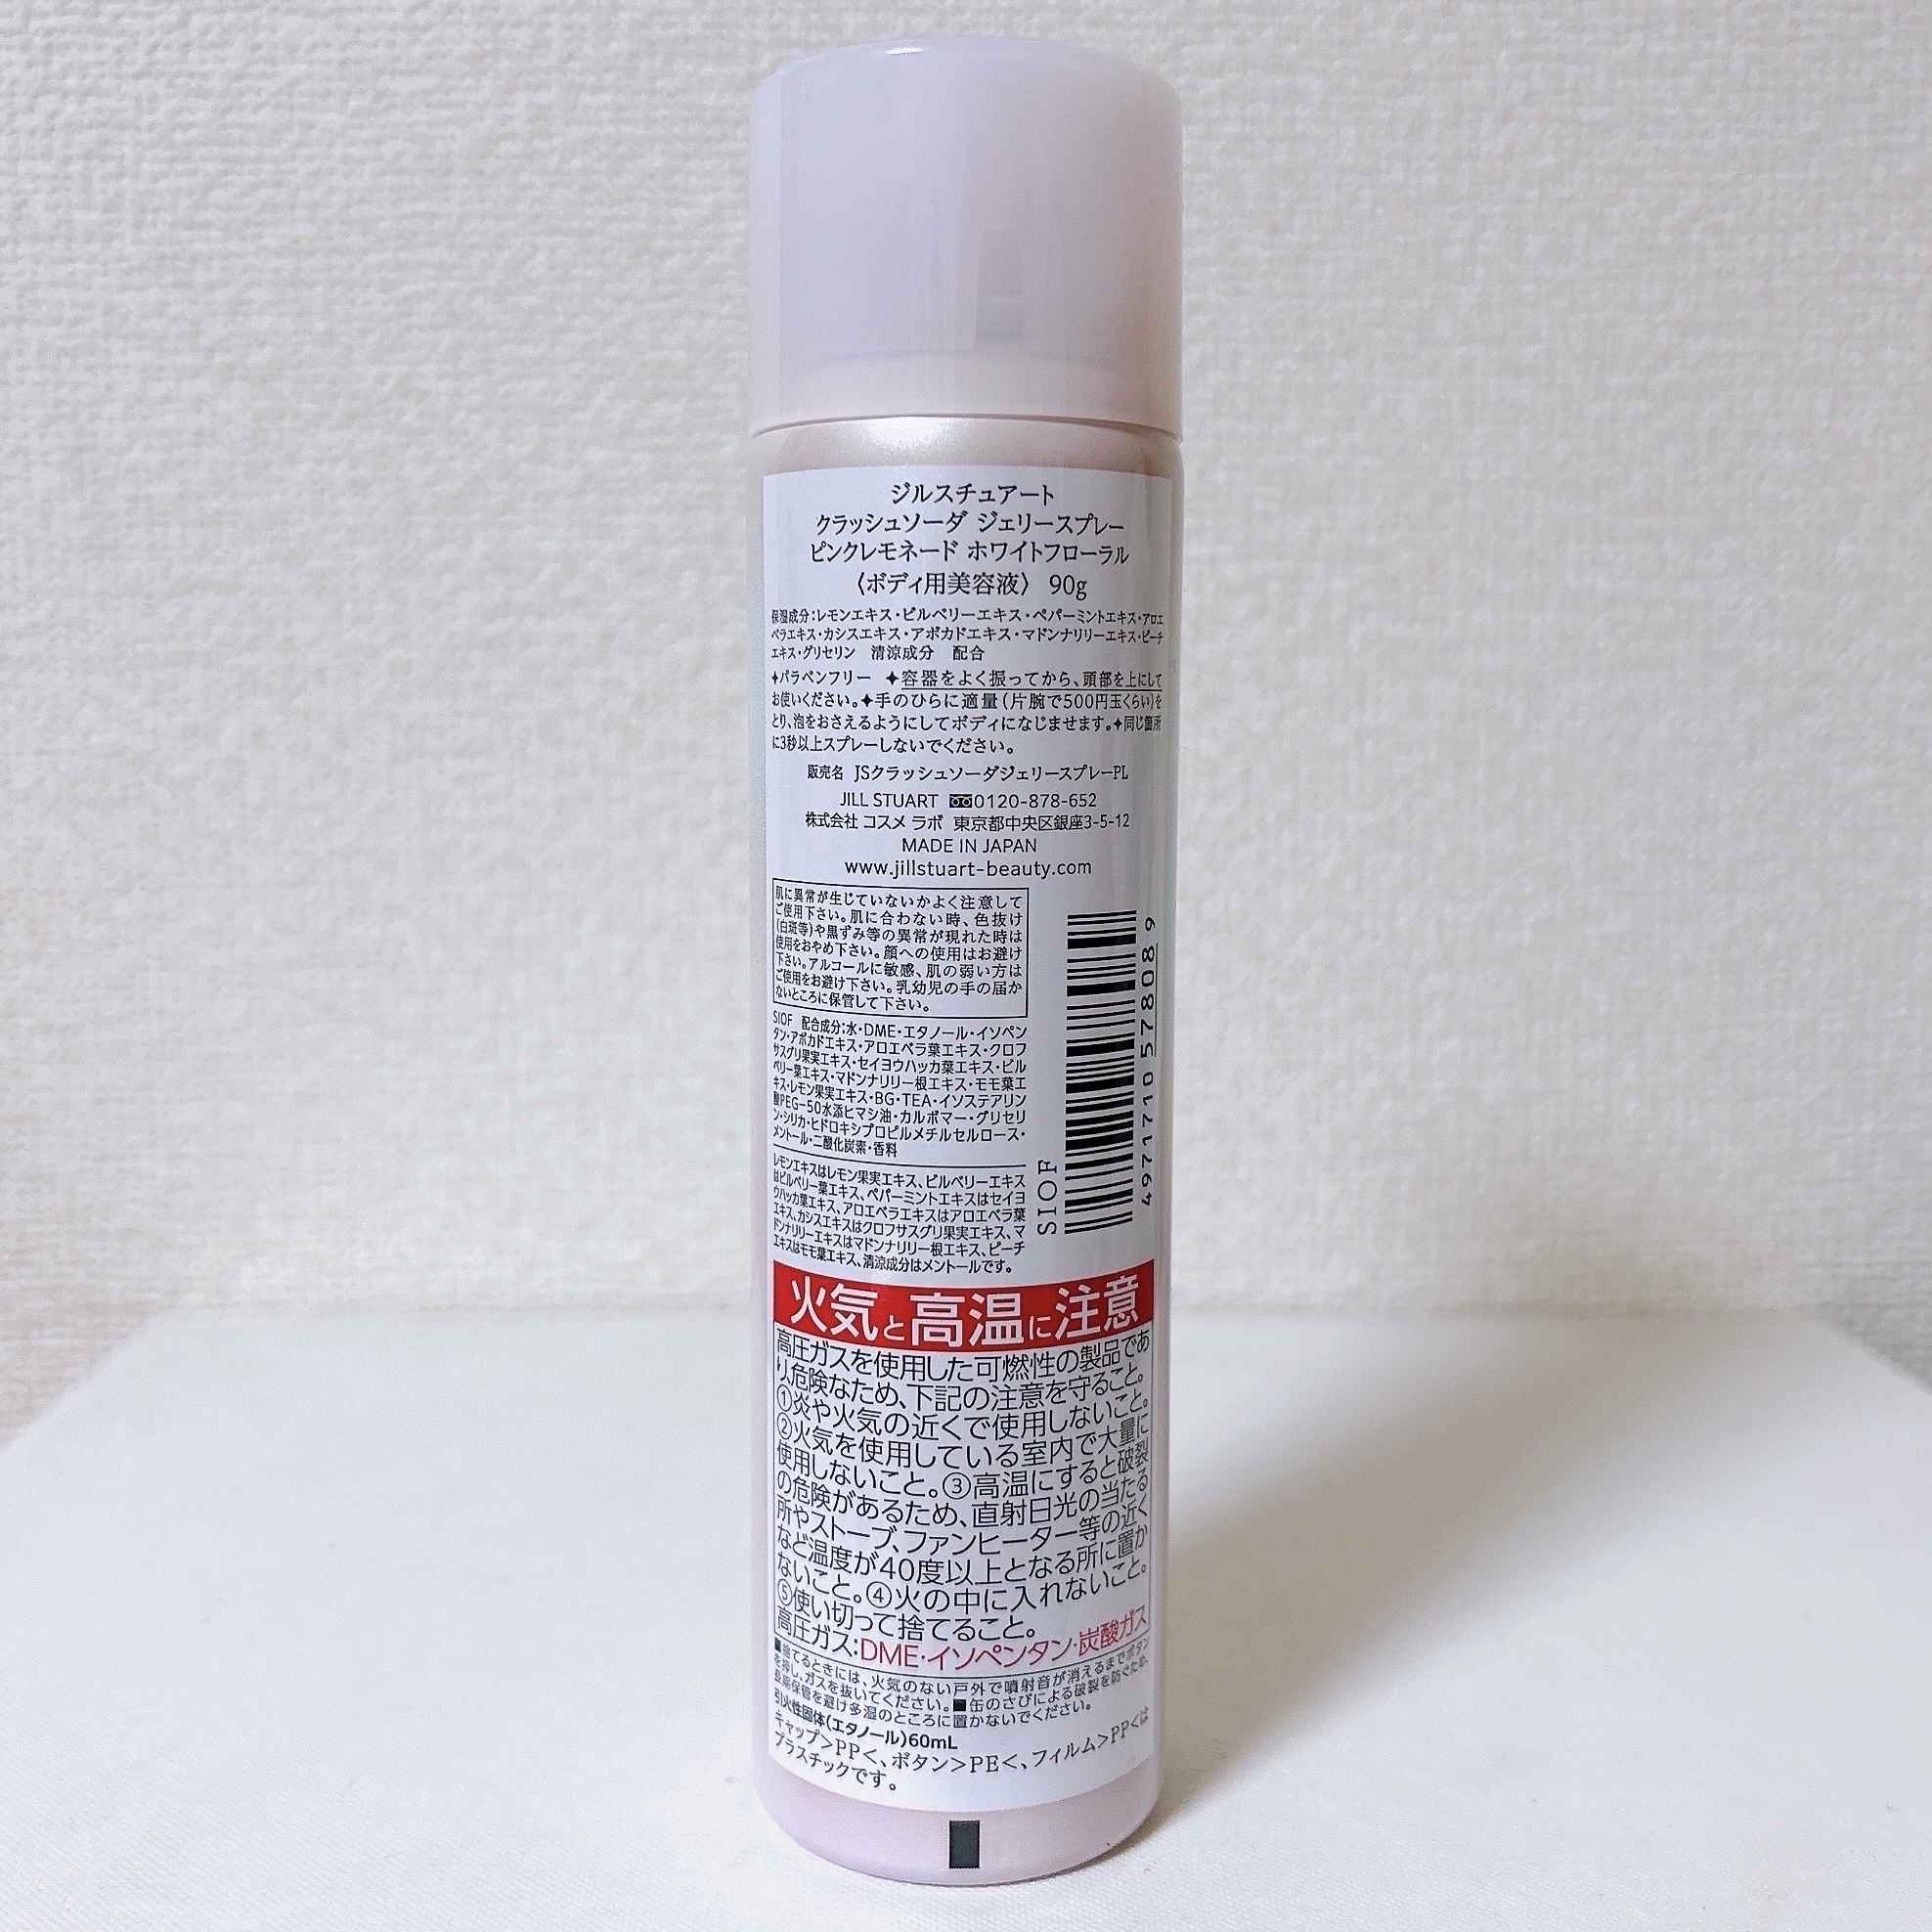 ジルスチュアート
クラッシュソーダ ジェリースプレー
ピンクレモネード ホワイトフローラル
〈ボディ用美容液〉 90g
保湿成分:レモンエキス・ビルベリーエキス・ペパーミントエキス・アロエ
ベラエキス・カシスエキス・アボカドエキス・マドンナリリーエキス・ピーチ
エキス・グリセリン 清涼成分 配合
✦パラベンフリー ✦容器をよく振ってから、頭部を上にして
お使いください。✦手のひらに適量(片腕で500円玉くらい)を
とり、泡をおさえるようにしてボディになじませます。✦同じ箇所
に3秒以上スプレーしないでください。
販売名 JSクラッシュソーダジェリースプレーPL
JILL STUART 0120-878-652
株式会社 コスメ ラボ 東京都中央区銀座3-5-12
MADE IN JAPAN
www.jillstuart-beauty.com
肌に異常が生じていないかよく注意して
ご使用下さい。肌に合わない時、色抜け
(白斑等)や黒ずみ等の異常が現れた時は
使用をおやめ下さい。顔への使用はお避け
下さい。アルコールに敏感、肌の弱い方は
ご使用をお避け下さい。乳幼児の手の届か
ないところに保管して下さい。
SIOF 配合成分:水・DME・エタノール・イソペン
タン・アボカドエキス・アロエベラ葉エキス・クロフ
サスグリ果実エキス・セイヨウハッカ葉エキス・ビル
ベリー葉エキス・マドンナリリー根エキス・モモ葉エ
キス・レモン果実エキス・BG・TEA・イソステアリン
酸PEG-50水添ヒマシ油・カルボマー・グリセリ
ン・シリカ・ヒドロキシプロピルメチルセルロース・
メントール・二酸化炭素・香料
レモンエキスはレモン果実エキス、ビルベリーエキス
はビルベリー葉エキス、ペパーミントエキスはセイヨ
ウハッカ葉エキス、アロエベラエキスはアロエベラ葉
エキス、カシスエキスはクロフサスグリ果実エキス、マ
ドンナリリーエキスはマドンナリリー根エキス、ピーチ
エキスはモモ葉エキス、清涼成分はメントールです。
SIOF
4971710 578089
火気と高温に注意
高圧ガスを使用した可燃性の製品であ
り危険なため、下記の注意を守ること。
①炎や火気の近くで使用しないこと。
②火気を使用している室内で大量に
使用しないこと。③高温にすると破裂
の危険があるため、直射日光の当たる
所やストーブ、ファンヒーター等の近く
など温度が40度以上となる所に置か
ないこと。④火の中に入れないこと。
⑤使い切って捨てること。
高圧ガス:DME・イソペンタン・炭酸ガス
■捨てるときには、火気のない戸外で噴射音が消えるまでボタン
を押し、ガスを抜いてください。■缶のさびによる破裂を防ぐため、
長期保管を避け多湿のところに置かないでください。
引火性固体(エタノール)60mL
キャップ>PP<、ボタン>PE<、フィルム>PP<は
プラスチックです。